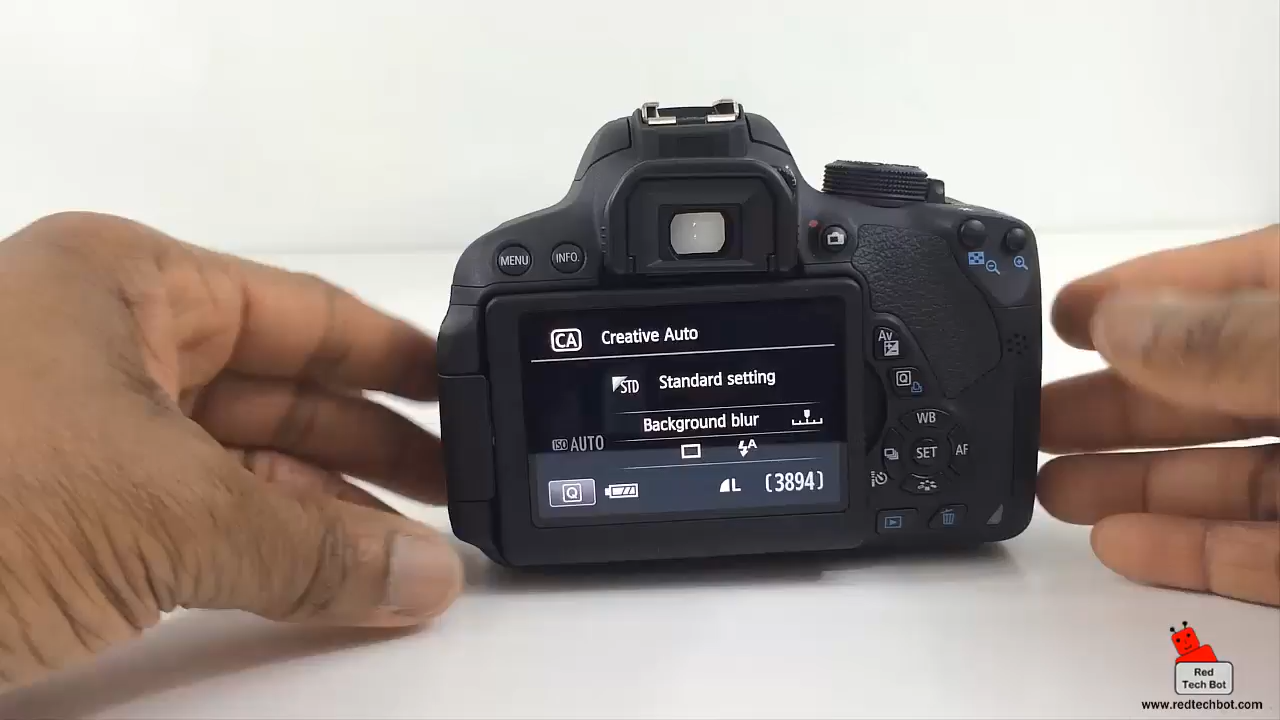 MENU
INFO.
CA Creative Auto
STD Standard setting
Background blur
ISO AUTO
A
Q
L (3894)
Av
Q
WB
SET
AF
Red
Tech Bot
www.redtechbot.com